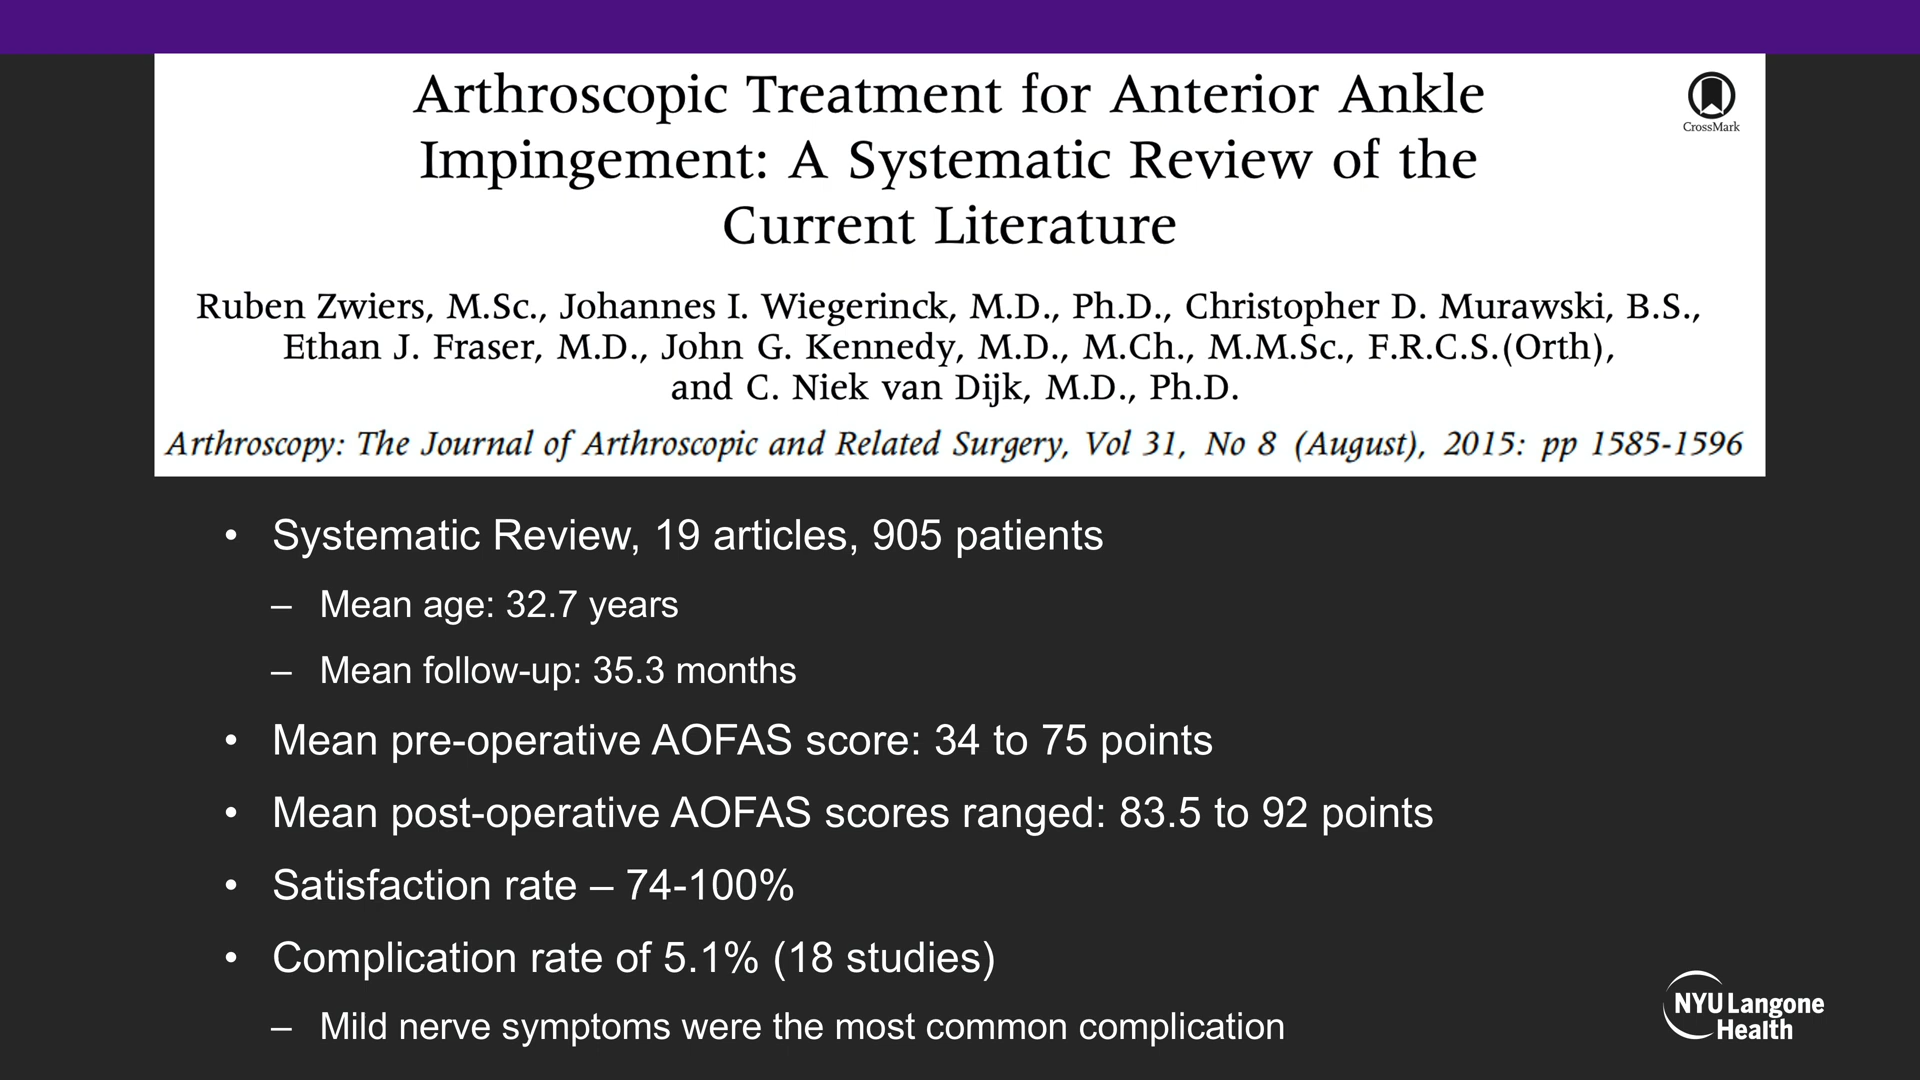 Arthroscopic Treatment for Anterior Ankle
Impingement: A Systematic Review of the
Current Literature
CrossMark
Ruben Zwiers, M.Sc., Johannes I. Wiegerinck, M.D., Ph.D., Christopher D. Murawski, B.S.,
Ethan J. Fraser, M.D., John G. Kennedy, M.D., M.Ch., M.M.Sc., F.R.C.S.(Orth),
and C. Niek van Dijk, M.D., Ph.D.
Arthroscopy: The Journal of Arthroscopic and Related Surgery, Vol 31, No 8 (August), 2015: pp 1585-1596
• Systematic Review, 19 articles, 905 patients
– Mean age: 32.7 years
– Mean follow-up: 35.3 months
• Mean pre-operative AOFAS score: 34 to 75 points
• Mean post-operative AOFAS scores ranged: 83.5 to 92 points
• Satisfaction rate – 74-100%
• Complication rate of 5.1% (18 studies)
– Mild nerve symptoms were the most common complication
NYU Langone
Health